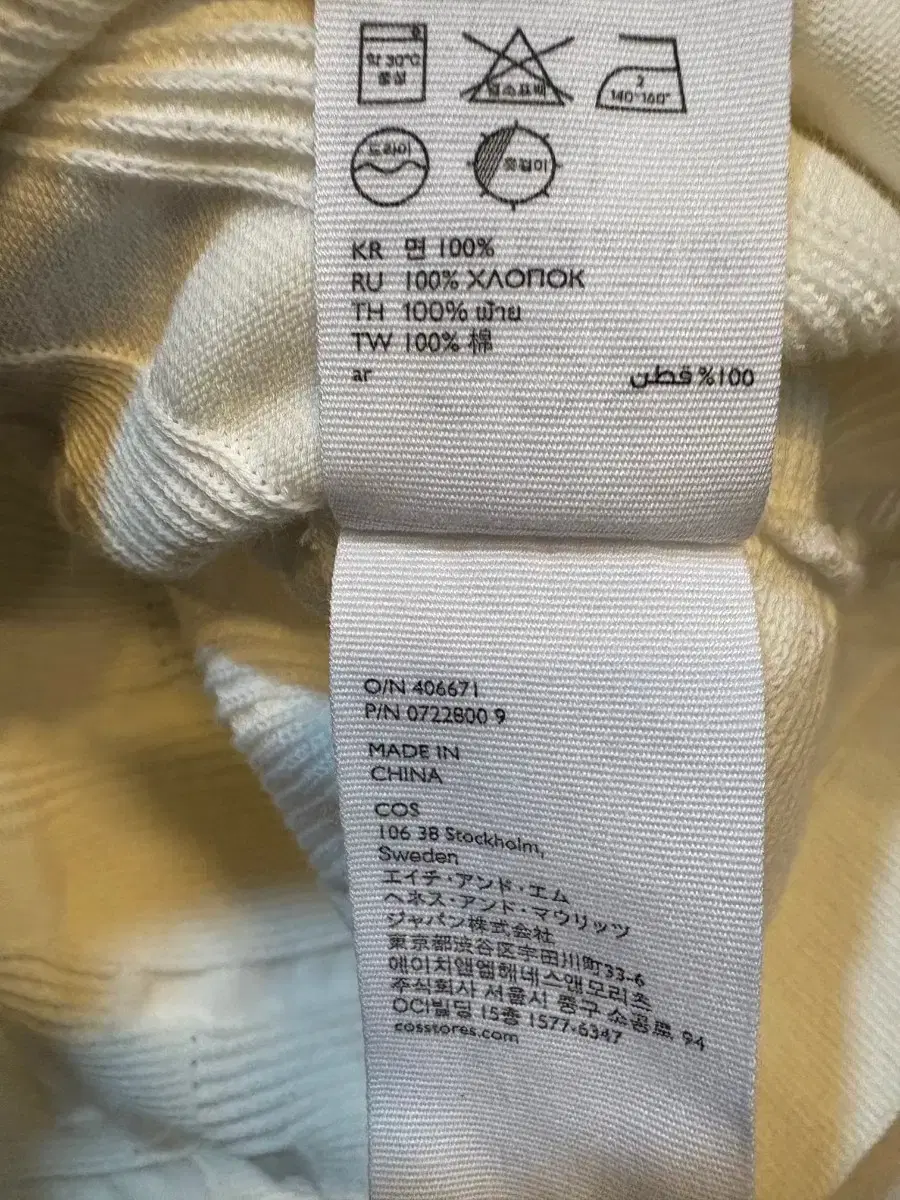 약 30°C
중성
염소표백
2
140~160°
드라이
옷걸이
KR 면 100%
RU 100% ХЛОПОК
TH 100% ฝ้าย
TW 100% 棉
ar 100% قطن
O/N 406671
P/N 0722800 9
MADE IN
CHINA
COS
106 38 Stockholm,
Sweden
エイチ・アンド・エム
ヘネス・アンド・マウリッツ
ジャパン株式会社
東京都渋谷区宇田川町33-6
에이치앤엠헤네스앤모리츠
주식회사 서울시 중구 소공로 94
OCI빌딩 15층 1577-6347
cosstores.com